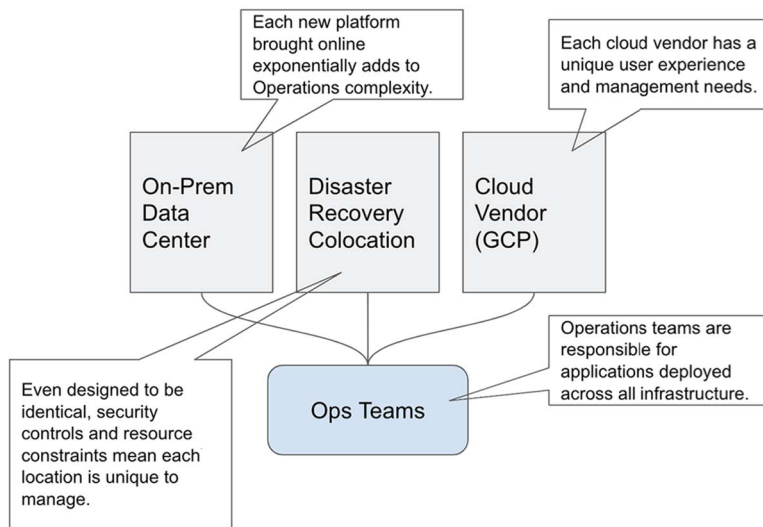 Each new platform
brought online
exponentially adds to
Operations complexity.
Each cloud vendor has a
unique user experience
and management needs.
On-Prem
Data
Center
Disaster
Recovery
Colocation
Cloud
Vendor
(GCP)
Operations teams are
responsible for
applications deployed
across all infrastructure.
Ops Teams
Even designed to be
identical, security
controls and resource
constraints mean each
location is unique to
manage.